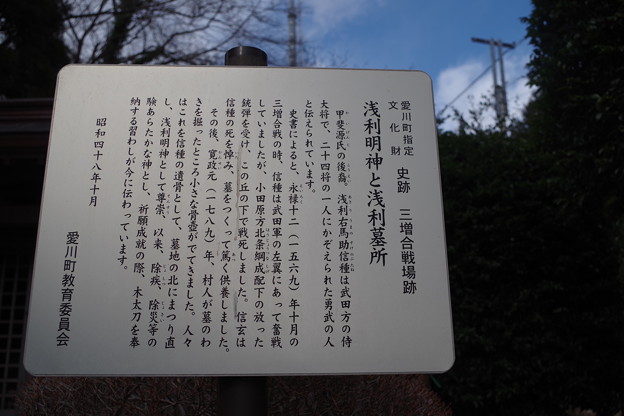 愛川町指定
文化財 史跡 三増合戦場跡
浅利明神と浅利墓所
甲斐源氏の後裔、浅利右馬助信種は武田方の侍
大将で、二十四将の一人にかぞえられた勇武の人
と伝えられています。
史書によると、永禄十二(一五六九)年十月の
三増合戦の時、信種は武田軍の左翼にあって奮戦
していましたが、小田原方北条綱成配下の放った
銃弾を受け、この丘の下で戦死しました。信玄は
信種の死を悼み、墓をつくって篤く供養しました。
その後、寛政元(一七八九)年、村人が墓のわ
きを掘ったところ小さな骨壺がでてきました。人々
はこれを信種の遺骨として、墓地の北にまつり直
し、浅利明神として尊崇、以来、除疾、除災等の
験あらたかな神とし、祈願成就の際、木太刀を奉
納する習わしが今に伝わっています。
昭和四十八年十月
愛川町教育委員会